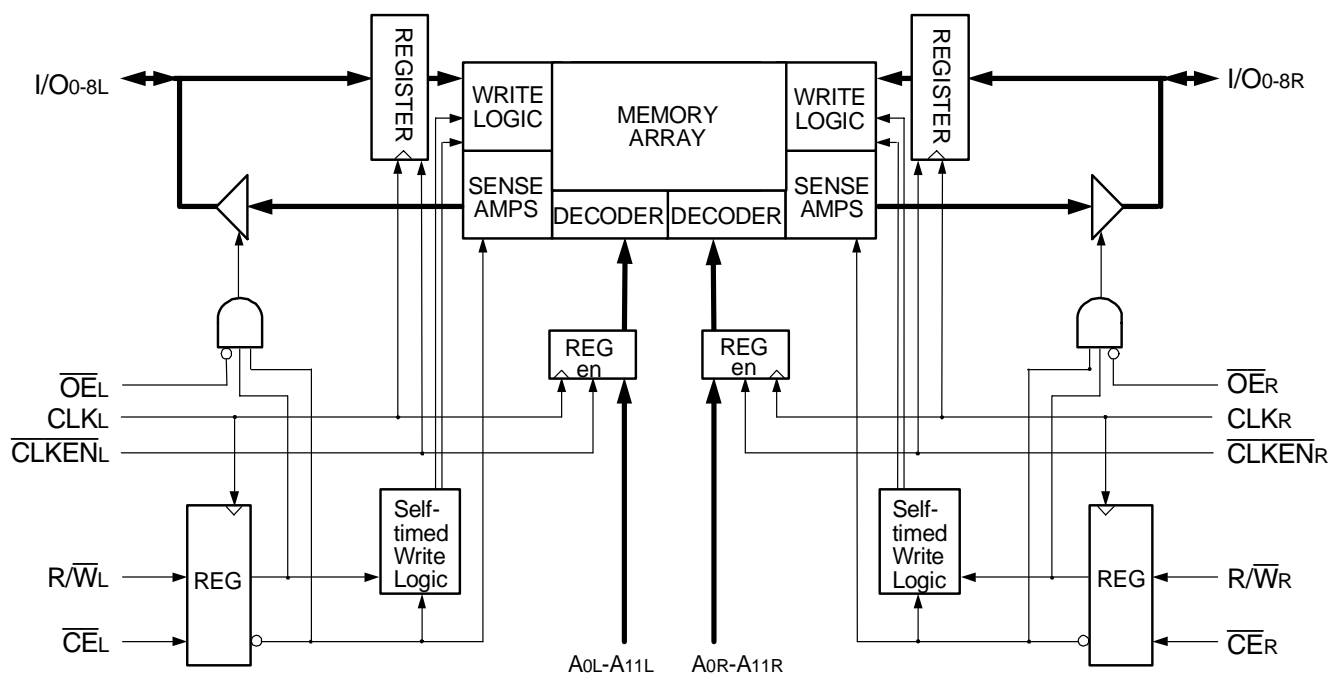 I/O0-8L
REGISTER
WRITE
LOGIC
SENSE
AMPS
MEMORY
ARRAY
DECODER
DECODER
WRITE
LOGIC
SENSE
AMPS
REGISTER
I/O0-8R
REG
en
REG
en
OEL
CLKL
CLKENL
OER
CLKR
CLKENR
R/WL
CEL
REG
Self-
timed
Write
Logic
Self-
timed
Write
Logic
REG
R/WR
CER
A0L-A11L
A0R-A11R